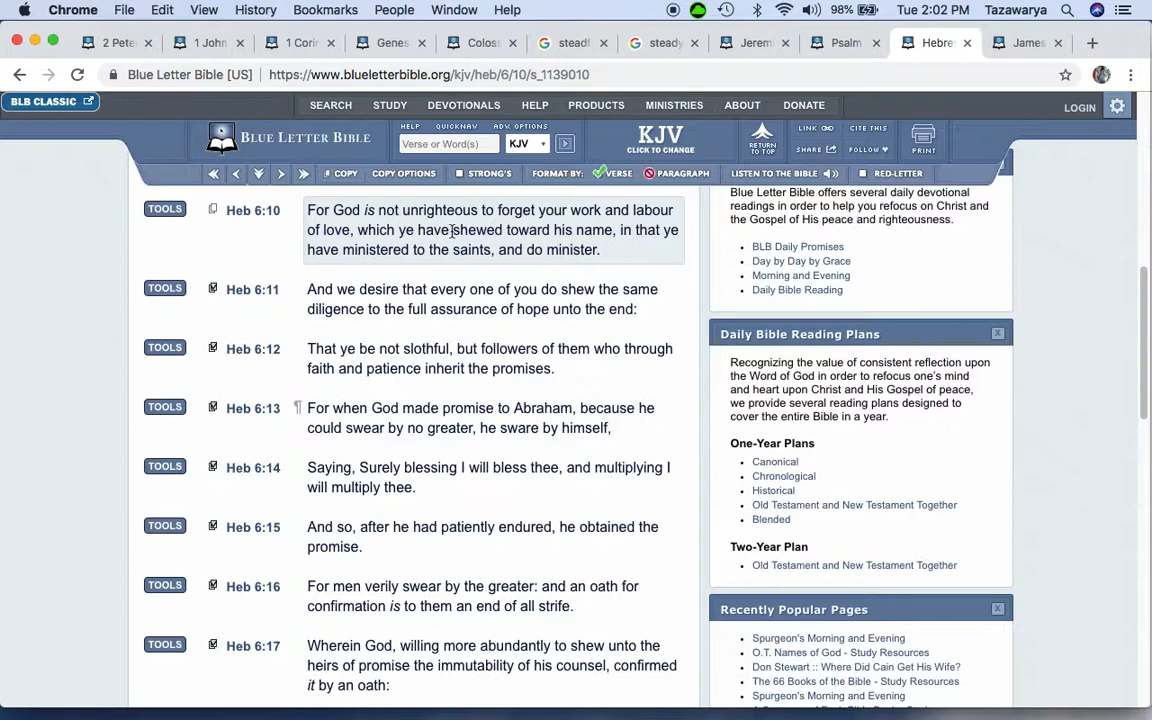 Chrome File Edit View History Bookmarks People Window Help 98% Tue 2:02 PM Tazawarya
2 Peter 1 John 1 Corin Genes Coloss steadf steady Jeremi Psalm Hebre James
Blue Letter Bible [US] https://www.blueletterbible.org/kjv/heb/6/10/s_1139010
BLB CLASSIC
SEARCH STUDY DEVOTIONALS HELP PRODUCTS MINISTRIES ABOUT DONATE LOGIN
HELP QUICKNAV ADV. OPTIONS
BLUE LETTER BIBLE
Verse or Word(s) KJV
KJV
CLICK TO CHANGE
RETURN
TO TOP
LINK CITE THIS
SHARE FOLLOW
PRINT
COPY COPY OPTIONS STRONG'S FORMAT BY: VERSE PARAGRAPH LISTEN TO THE BIBLE RED-LETTER
TOOLS Heb 6:10 For God is not unrighteous to forget your work and labour
of love, which ye have shewed toward his name, in that ye
have ministered to the saints, and do minister.
TOOLS Heb 6:11 And we desire that every one of you do shew the same
diligence to the full assurance of hope unto the end:
TOOLS Heb 6:12 That ye be not slothful, but followers of them who through
faith and patience inherit the promises.
TOOLS Heb 6:13 ¶ For when God made promise to Abraham, because he
could swear by no greater, he sware by himself,
TOOLS Heb 6:14 Saying, Surely blessing I will bless thee, and multiplying I
will multiply thee.
TOOLS Heb 6:15 And so, after he had patiently endured, he obtained the
promise.
TOOLS Heb 6:16 For men verily swear by the greater: and an oath for
confirmation is to them an end of all strife.
TOOLS Heb 6:17 Wherein God, willing more abundantly to shew unto the
heirs of promise the immutability of his counsel, confirmed
it by an oath:
Blue Letter Bible offers several daily devotional
readings in order to help you refocus on Christ and
the Gospel of His peace and righteousness.
BLB Daily Promises
Day by Day by Grace
Morning and Evening
Daily Bible Reading
Daily Bible Reading Plans
Recognizing the value of consistent reflection upon
the Word of God in order to refocus one's mind
and heart upon Christ and His Gospel of peace,
we provide several reading plans designed to
cover the entire Bible in a year.
One-Year Plans
Canonical
Chronological
Historical
Old Testament and New Testament Together
Blended
Two-Year Plan
Old Testament and New Testament Together
Recently Popular Pages
Spurgeon's Morning and Evening
O.T. Names of God - Study Resources
Don Stewart :: Where Did Cain Get His Wife?
The 66 Books of the Bible - Study Resources
Spurgeon's Morning and Evening